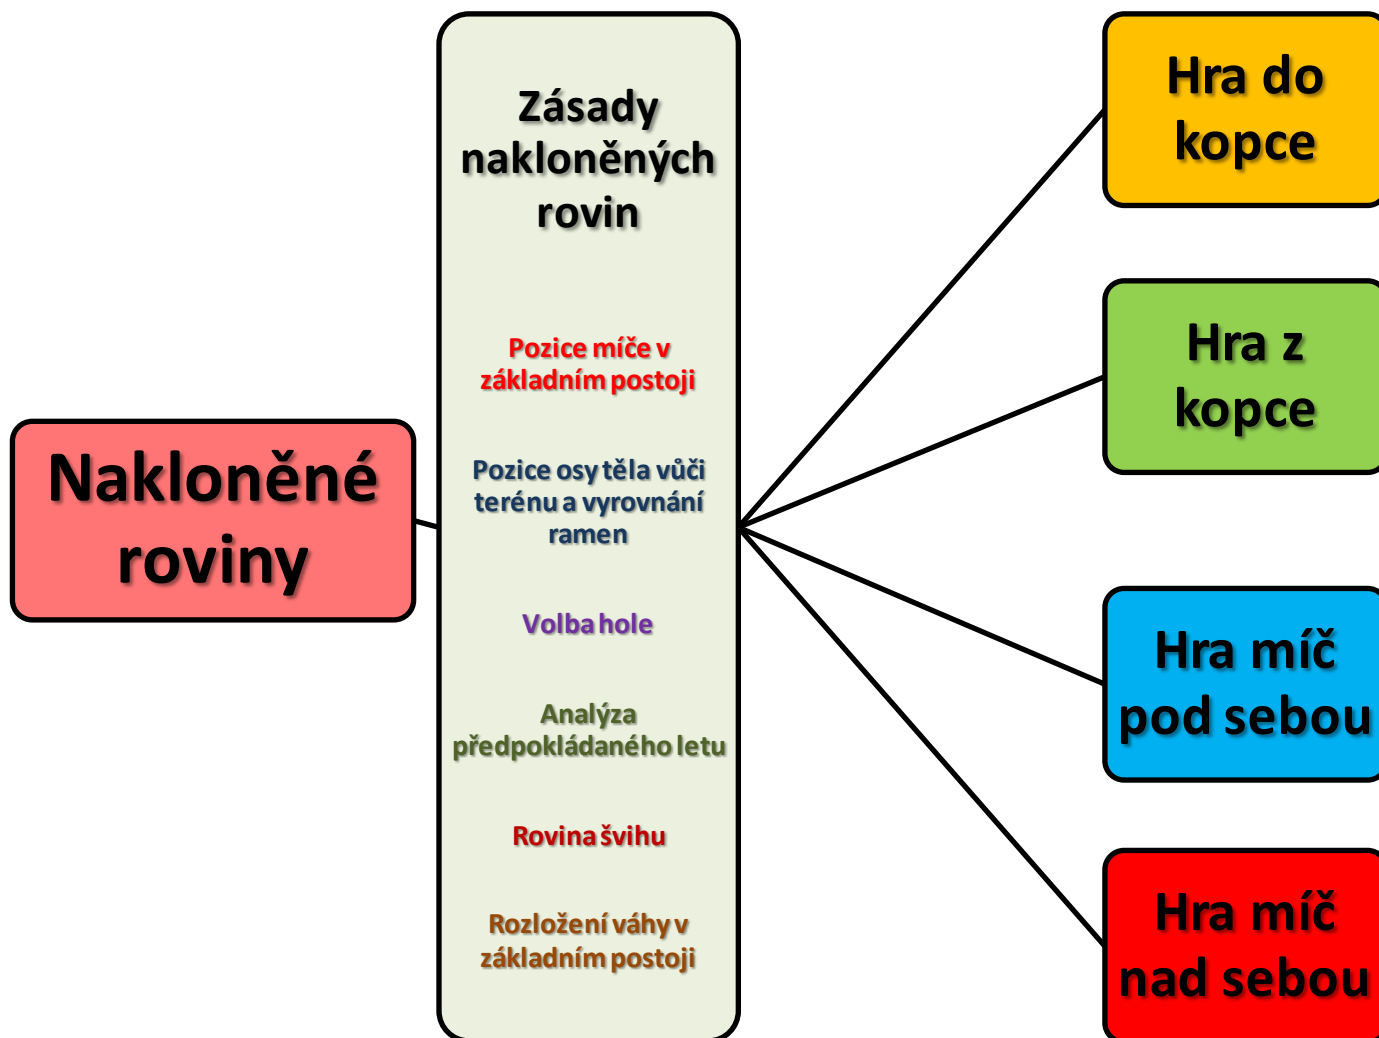 Nakloněné
roviny
Zásady
nakloněných
rovin
Pozice míče v
základním postoji
Pozice osy těla vůči
terénu a vyrovnání
ramen
Volba hole
Analýza
předpokládaného letu
Rovina švihu
Rozložení váhy v
základním postoji
Hra do
kopce
Hra z
kopce
Hra míč
pod sebou
Hra míč
nad sebou